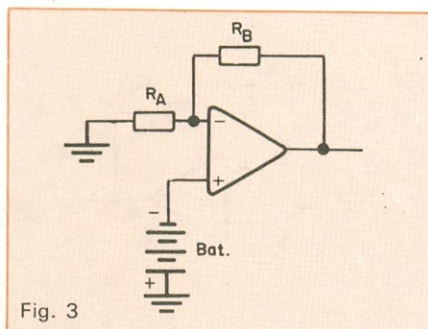 R_B
R_A
−
+
−
Bat.
+
Fig. 3